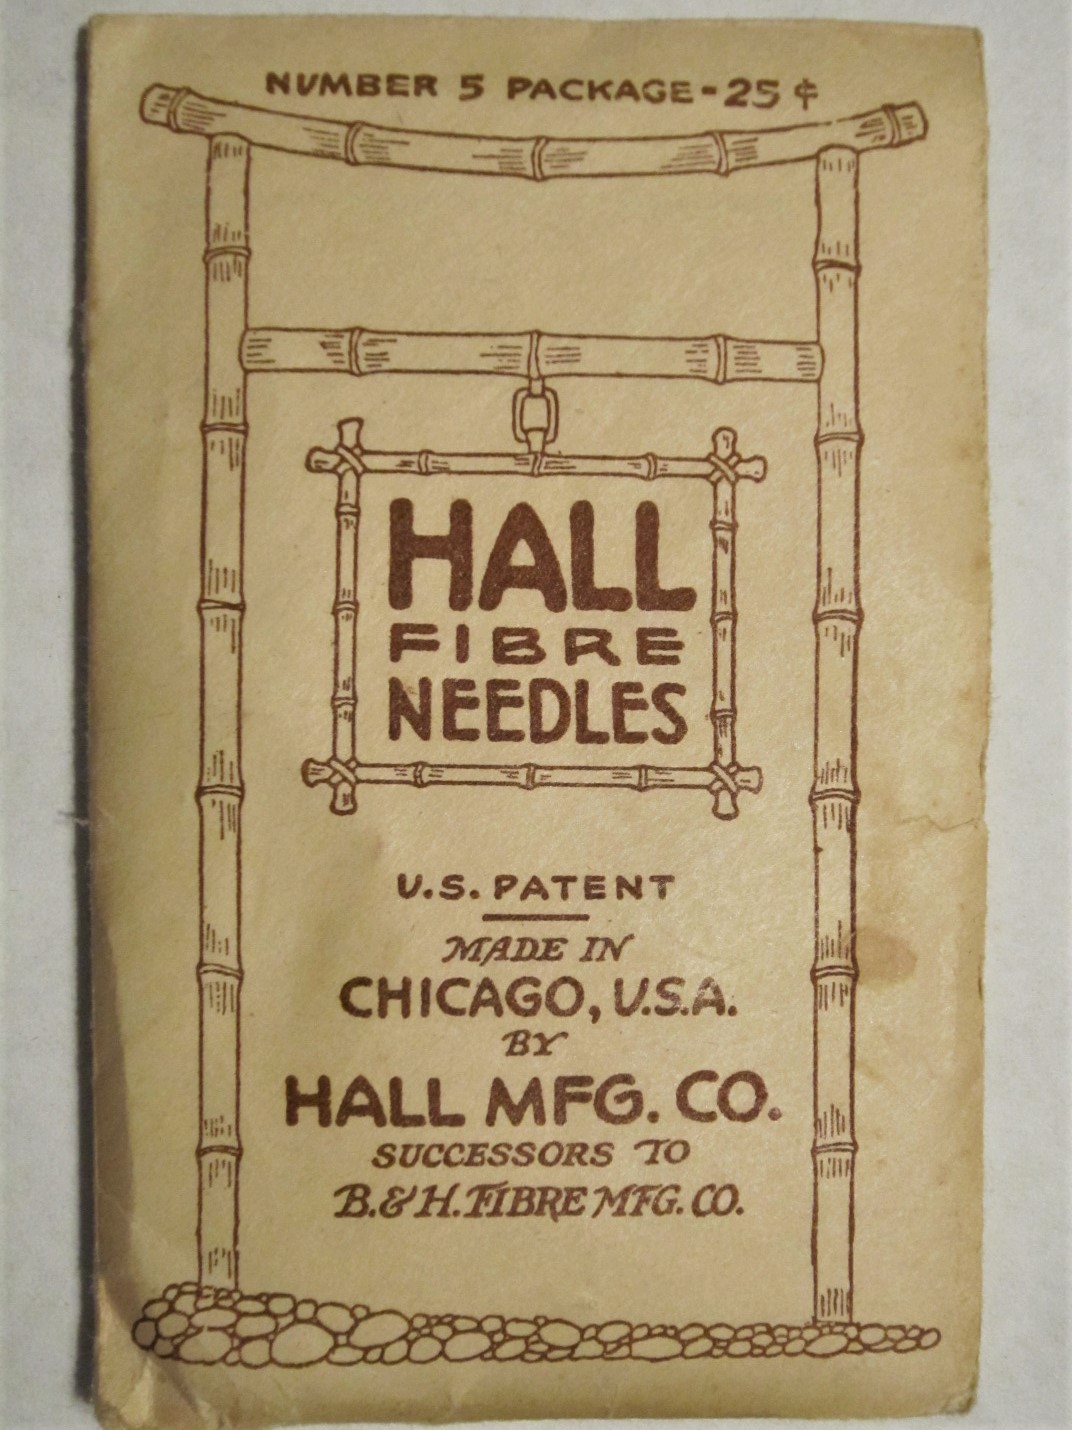 NUMBER 5 PACKAGE-25¢
HALL
FIBRE
NEEDLES
U.S. PATENT
MADE IN
CHICAGO, U.S.A.
BY
HALL MFG. CO.
SUCCESSORS TO
B.&H. FIBRE MFG. CO.